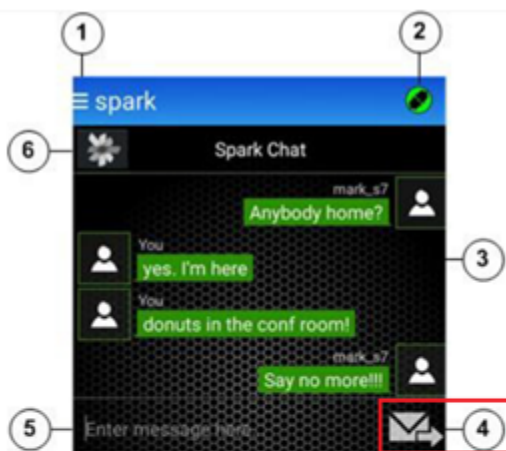 1
2
spark
6
Spark Chat
mark_s7
Anybody home?
You
yes. I'm here
3
You
donuts in the conf room!
mark_s7
Say no more!!!
5
Enter message here...
4